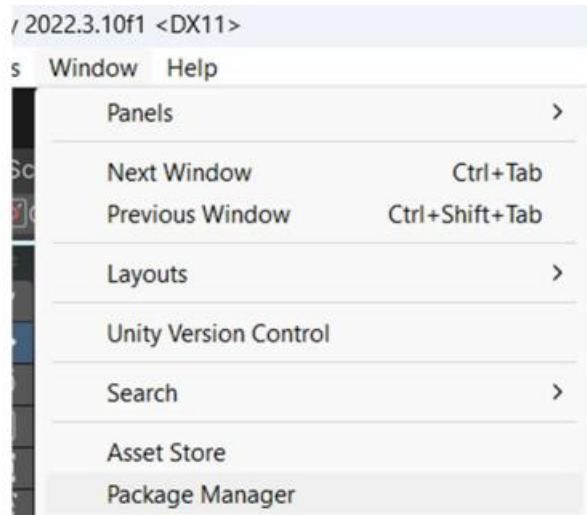 2022.3.10f1 <DX11>
Window Help
Panels
Next Window Ctrl+Tab
Previous Window Ctrl+Shift+Tab
Layouts
Unity Version Control
Search
Asset Store
Package Manager